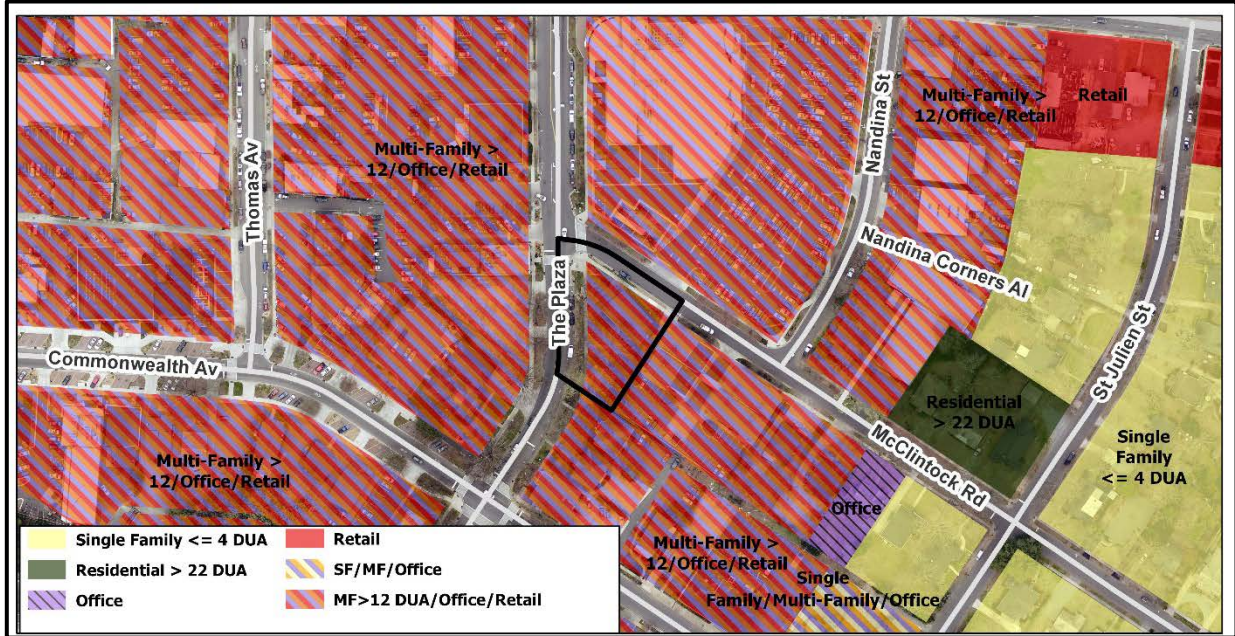 Multi-Family >
12/Office/Retail
Retail
Nandina St
Multi-Family >
12/Office/Retail
Thomas Av
The Plaza
Nandina Corners Al
St Julien St
Commonwealth Av
Residential
> 22 DUA
McClintock Rd
Single
Family
<= 4 DUA
Multi-Family >
12/Office/Retail
Office
Multi-Family >
12/Office/Retail
Single
Family/Multi-Family/Office
Single Family <= 4 DUA
Residential > 22 DUA
Office
Retail
SF/MF/Office
MF>12 DUA/Office/Retail